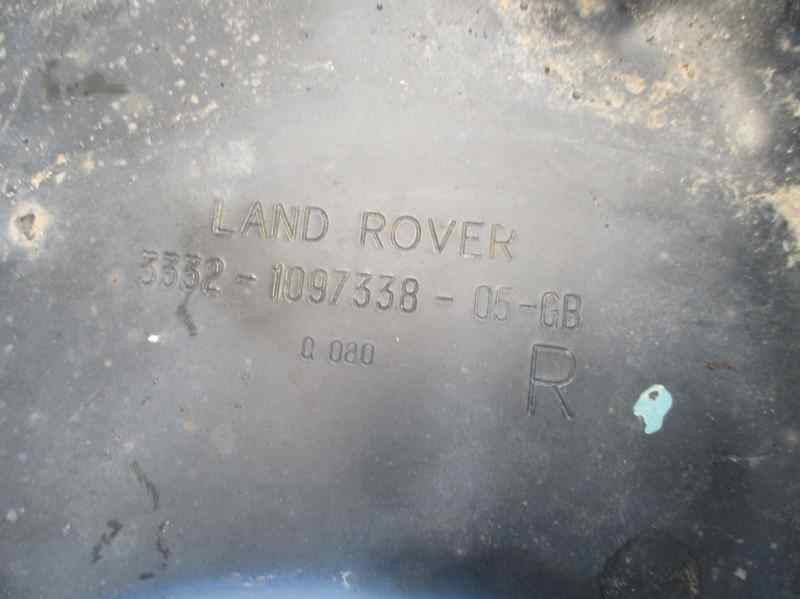 LAND ROVER
3332-1097338-05-GB
Q 080
R